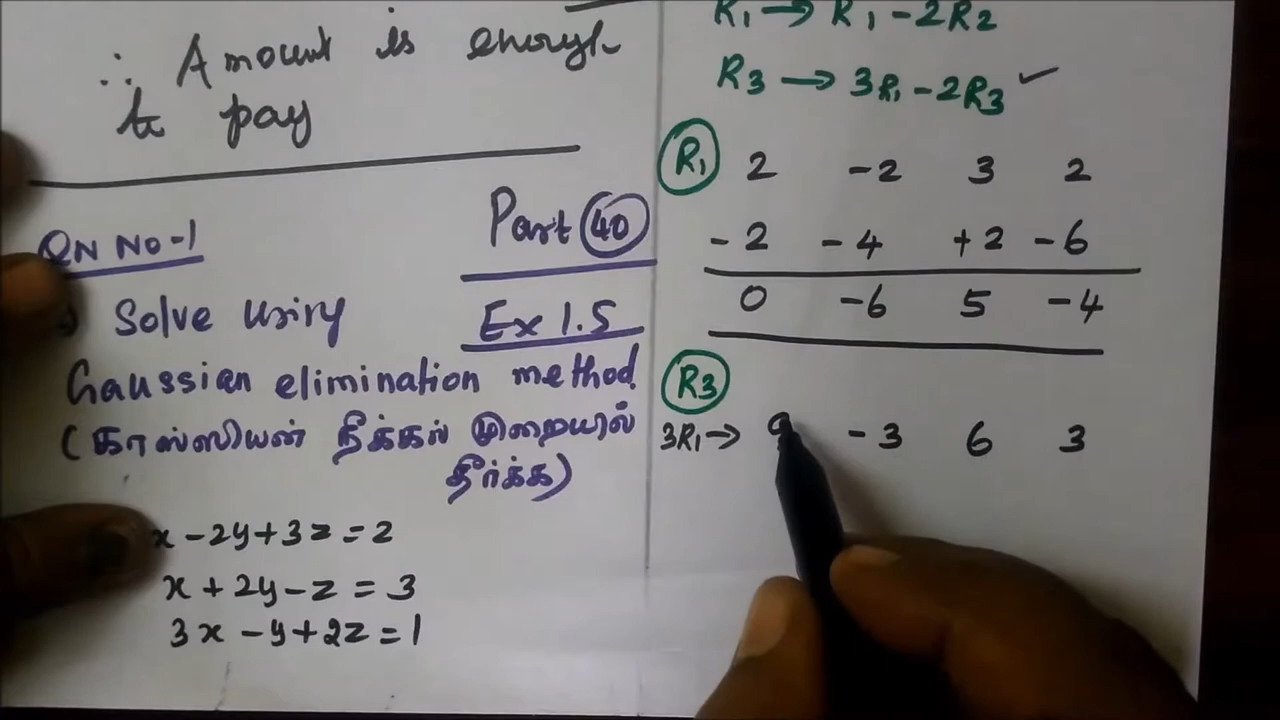 ∴ Amount is enough
to pay
Part 40
QN No-1
Ex 1.5
Solve using
Gaussian elimination method
(காஸ்ஸியன் நீக்கல் முறையில்
தீர்க்க)
x - 2y + 3z = 2
x + 2y - z = 3
3x - y + 2z = 1
R₁ → R₁ - 2R₂
R₃ → 3R₁ - 2R₃ ✓
R₁ 2 -2 3 2
-2 -4 +2 -6
0 -6 5 -4
R₃
3R₁ → 9 -3 6 3